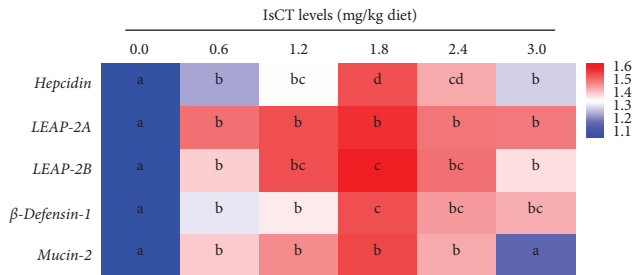 IsCT levels (mg/kg diet)
0.0 0.6 1.2 1.8 2.4 3.0
Hepcidin a b bc d cd b
LEAP-2A a b b b b b
LEAP-2B a b bc c bc b
β-Defensin-1 a b b c bc bc
Mucin-2 a b b b b a
1.6
1.5
1.4
1.3
1.2
1.1